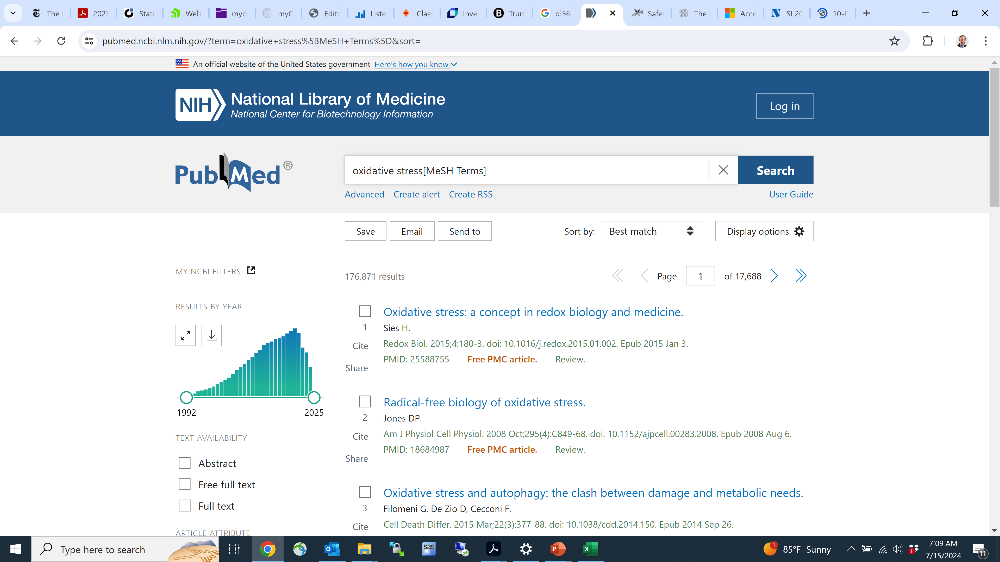 The
2023
Stat
Web
myc
myC
Edit
Liste
Class
Inve
Trum
dl56
Safe
The
Acce
SI 20
10-D
pubmed.ncbi.nlm.nih.gov/?term=oxidative+stress%5BMeSH+Terms%5D&sort=
An official website of the United States government Here's how you know
NIH National Library of Medicine
National Center for Biotechnology Information
Log in
PubMed®
oxidative stress[MeSH Terms]
Search
Advanced Create alert Create RSS User Guide
Save Email Send to Sort by: Best match Display options
MY NCBI FILTERS
176,871 results
Page 1 of 17,688
RESULTS BY YEAR
1992 2025
TEXT AVAILABILITY
Abstract
Free full text
Full text
ARTICLE ATTRIBUTE
Oxidative stress: a concept in redox biology and medicine.
1 Sies H.
Cite Redox Biol. 2015;4:180-3. doi: 10.1016/j.redox.2015.01.002. Epub 2015 Jan 3.
PMID: 25588755 Free PMC article. Review.
Share
Radical-free biology of oxidative stress.
2 Jones DP.
Cite Am J Physiol Cell Physiol. 2008 Oct;295(4):C849-68. doi: 10.1152/ajpcell.00283.2008. Epub 2008 Aug 6.
PMID: 18684987 Free PMC article. Review.
Share
Oxidative stress and autophagy: the clash between damage and metabolic needs.
3 Filomeni G, De Zio D, Cecconi F.
Cite Cell Death Differ. 2015 Mar;22(3):377-88. doi: 10.1038/cdd.2014.150. Epub 2014 Sep 26.
Type here to search
sas
1
85°F Sunny
1
7:09 AM
7/15/2024
11